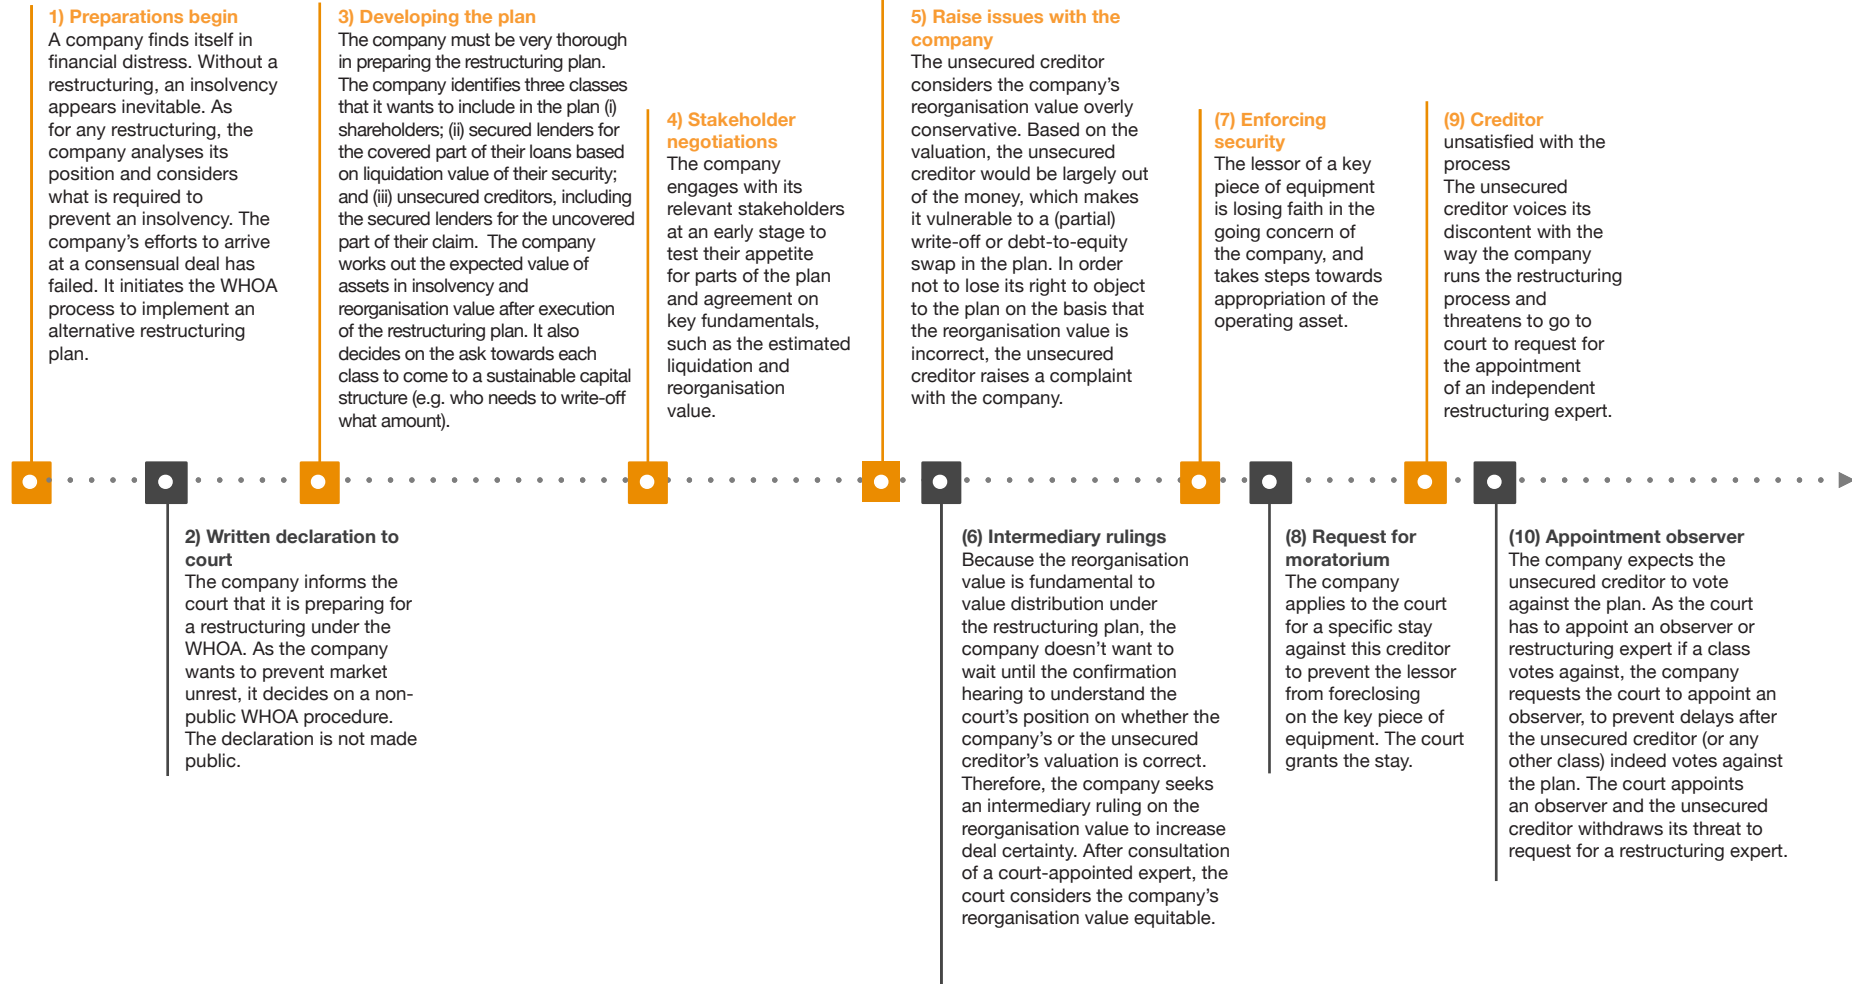 1) Preparations begin
A company finds itself in
financial distress. Without a
restructuring, an insolvency
appears inevitable. As
for any restructuring, the
company analyses its
position and considers
what is required to
prevent an insolvency. The
company's efforts to arrive
at a consensual deal has
failed. It initiates the WHOA
process to implement an
alternative restructuring
plan.
2) Written declaration to
court
The company informs the
court that it is preparing for
a restructuring under the
WHOA. As the company
wants to prevent market
unrest, it decides on a non-
public WHOA procedure.
The declaration is not made
public.
3) Developing the plan
The company must be very thorough
in preparing the restructuring plan.
The company identifies three classes
that it wants to include in the plan (i)
shareholders; (ii) secured lenders for
the covered part of their loans based
on liquidation value of their security;
and (iii) unsecured creditors, including
the secured lenders for the uncovered
part of their claim. The company
works out the expected value of
assets in insolvency and
reorganisation value after execution
of the restructuring plan. It also
decides on the ask towards each
class to come to a sustainable capital
structure (e.g. who needs to write-off
what amount).
4) Stakeholder
negotiations
The company
engages with its
relevant stakeholders
at an early stage to
test their appetite
for parts of the plan
and agreement on
key fundamentals,
such as the estimated
liquidation and
reorganisation
value.
5) Raise issues with the
company
The unsecured creditor
considers the company's
reorganisation value overly
conservative. Based on the
valuation, the unsecured
creditor would be largely out
of the money, which makes
it vulnerable to a (partial)
write-off or debt-to-equity
swap in the plan. In order
not to lose its right to object
to the plan on the basis that
the reorganisation value is
incorrect, the unsecured
creditor raises a complaint
with the company.
(6) Intermediary rulings
Because the reorganisation
value is fundamental to
value distribution under
the restructuring plan, the
company doesn't want to
wait until the confirmation
hearing to understand the
court's position on whether the
company's or the unsecured
creditor's valuation is correct.
Therefore, the company seeks
an intermediary ruling on the
reorganisation value to increase
deal certainty. After consultation
of a court-appointed expert, the
court considers the company's
reorganisation value equitable.
(7) Enforcing
security
The lessor of a key
piece of equipment
is losing faith in the
going concern of
the company, and
takes steps towards
appropriation of the
operating asset.
(8) Request for
moratorium
The company
applies to the court
for a specific stay
against this creditor
to prevent the lessor
from foreclosing
on the key piece of
equipment. The court
grants the stay.
(9) Creditor
unsatisfied with the
process
The unsecured
creditor voices its
discontent with the
way the company
runs the restructuring
process and
threatens to go to
court to request for
the appointment
of an independent
restructuring expert.
(10) Appointment observer
The company expects the
unsecured creditor to vote
against the plan. As the court
has to appoint an observer or
restructuring expert if a class
votes against, the company
requests the court to appoint an
observer, to prevent delays after
the unsecured creditor (or any
other class) indeed votes against
the plan. The court appoints
an observer and the unsecured
creditor withdraws its threat to
request for a restructuring expert.